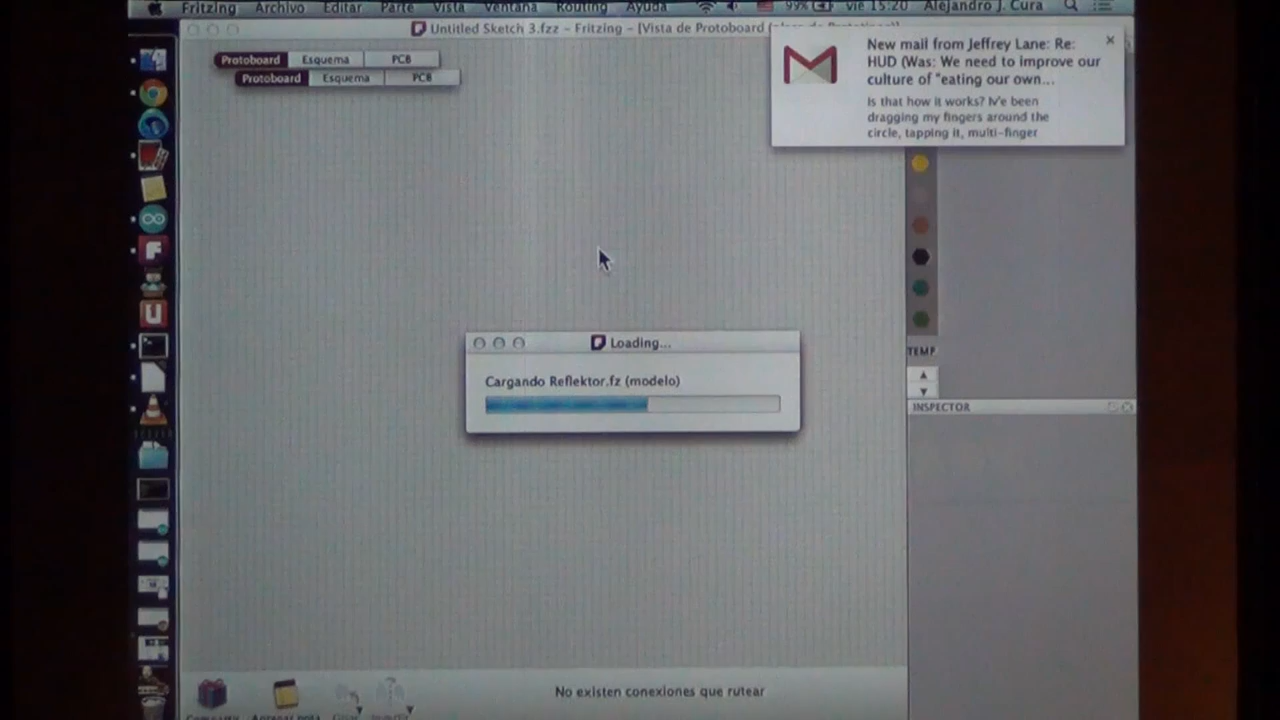 Fritzing Archivo Editar Parte Vista Ventana Routing Ayuda 99% vie 15:20 Alejandro J. Cura
Untitled Sketch 3.fzz - Fritzing - [Vista de Protoboard
Protoboard Esquema PCB
Protoboard Esquema PCB
New mail from Jeffrey Lane: Re:
HUD (Was: We need to improve our
culture of "eating our own...
Is that how it works? Iv'e been
dragging my fingers around the
circle, tapping it, multi-finger
TEMP
Loading...
Cargando Reflektor.fz (modelo)
INSPECTOR
No existen conexiones que rutear